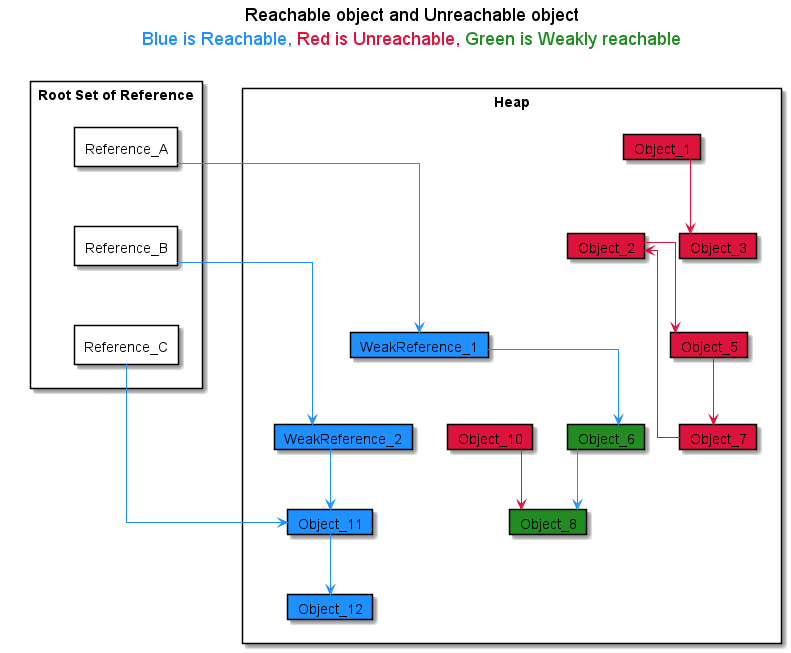 Reachable object and Unreachable object
Blue is Reachable, Red is Unreachable, Green is Weakly reachable
Root Set of Reference
Reference_A
Reference_B
Reference_C
Heap
Object_1
Object_2
Object_3
WeakReference_1
Object_5
WeakReference_2
Object_10
Object_6
Object_7
Object_11
Object_8
Object_12